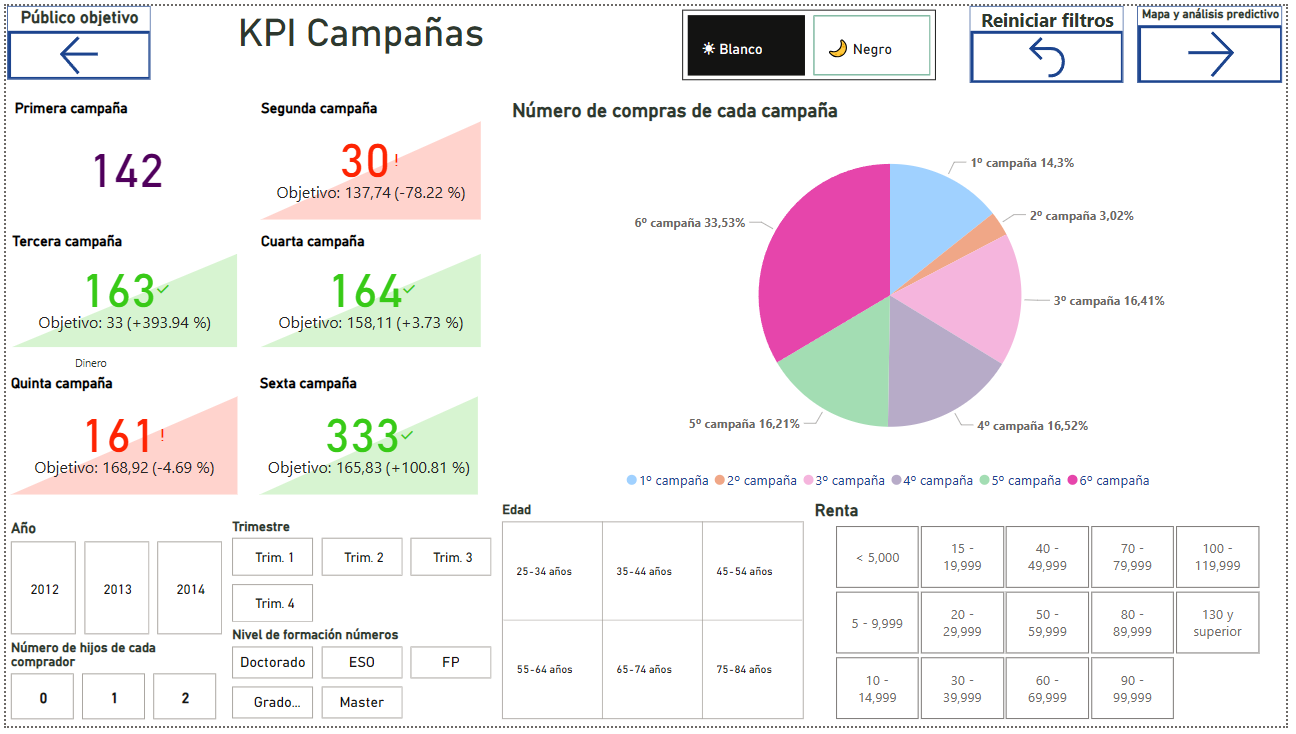 Público objetivo
KPI Campañas
Blanco
Negro
Reiniciar filtros
Mapa y análisis predictivo
Primera campaña
142
Segunda campaña
30!
Objetivo: 137,74 (-78.22 %)
Tercera campaña
163
Objetivo: 33 (+393.94 %)
Cuarta campaña
164
Objetivo: 158,11 (+3.73 %)
Dinero
Quinta campaña
161!
Objetivo: 168,92 (-4.69 %)
Sexta campaña
333
Objetivo: 165,83 (+100.81 %)
Número de compras de cada campaña
1º campaña 14,3%
2º campaña 3,02%
3º campaña 16,41%
4º campaña 16,52%
5º campaña 16,21%
6º campaña 33,53%
1º campaña 2º campaña 3º campaña 4º campaña 5º campaña 6º campaña
Año
2012
2013
2014
Número de hijos de cada
comprador
0
1
2
Trimestre
Trim. 1
Trim. 2
Trim. 3
Trim. 4
Nivel de formación números
Doctorado
ESO
FP
Grado...
Master
Edad
25-34 años
35-44 años
45-54 años
55-64 años
65-74 años
75-84 años
Renta
< 5,000
15 -
19,999
40 -
49,999
70 -
79,999
100 -
119,999
5 - 9,999
20 -
29,999
50 -
59,999
80 -
89,999
130 y
superior
10 -
14,999
30 -
39,999
60 -
69,999
90 -
99,999